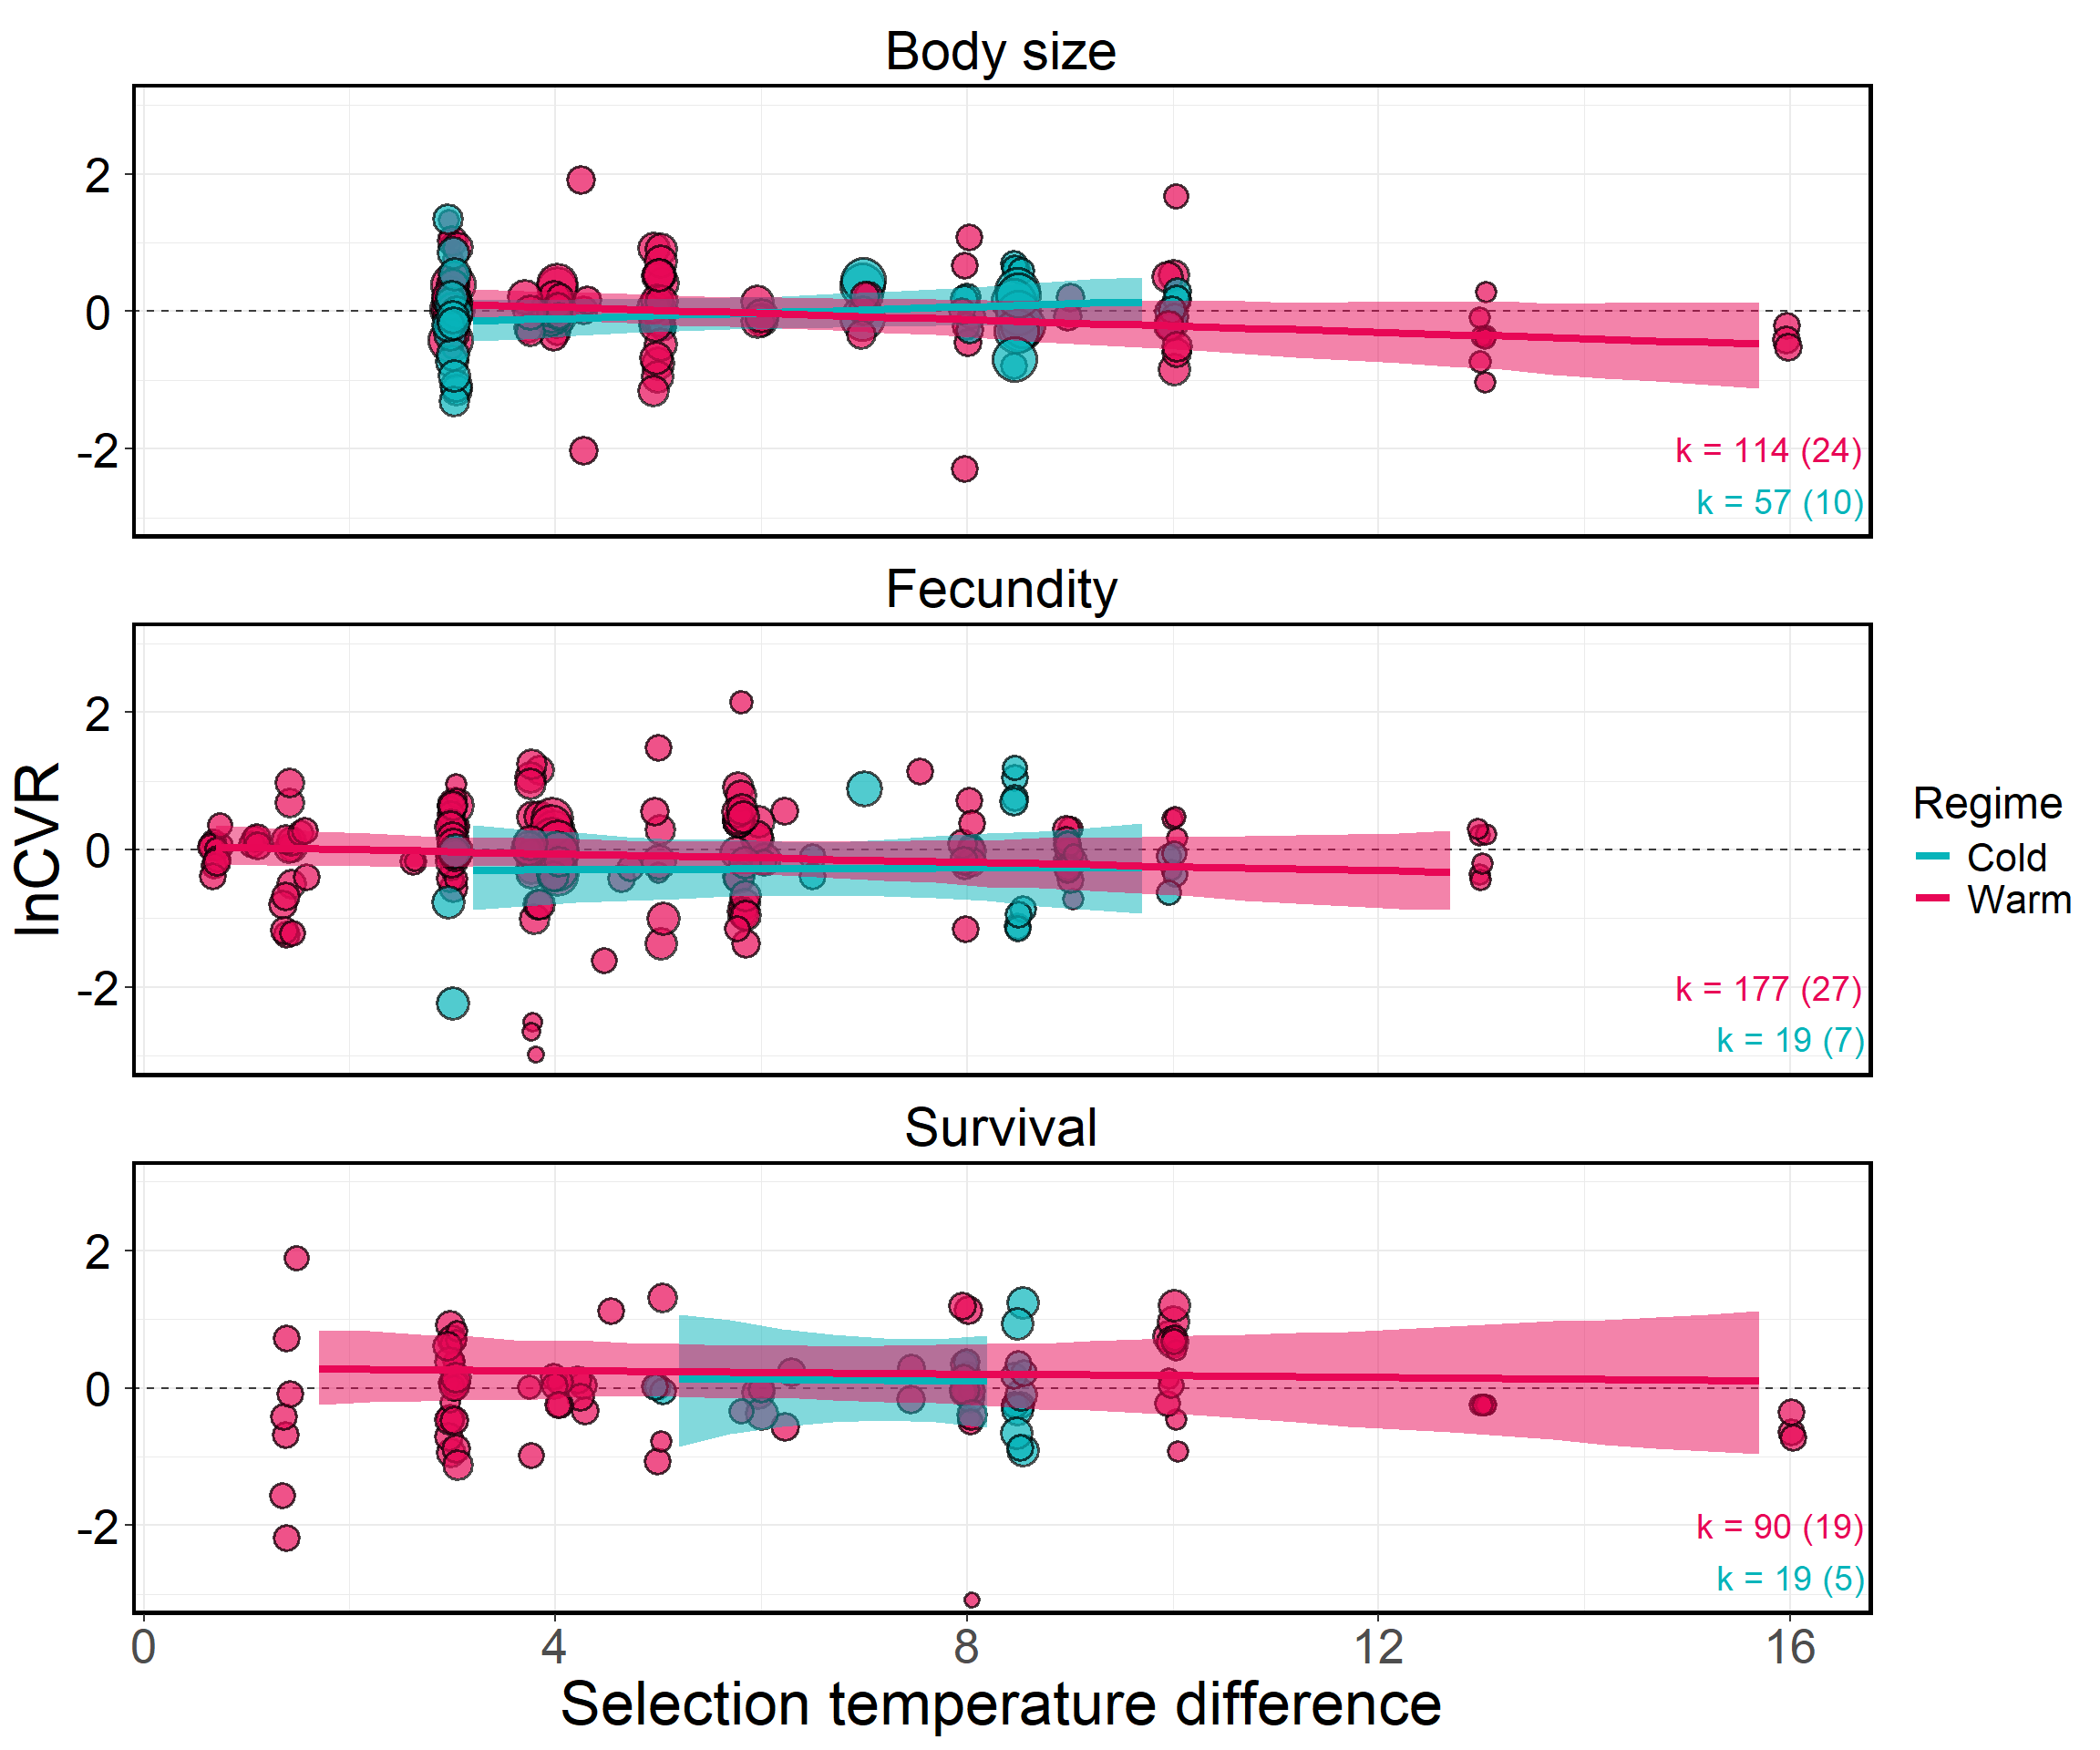 Body size
2
0
-2
k = 114 (24)
k = 57 (10)
Fecundity
2
0
-2
k = 177 (27)
k = 19 (7)
Survival
2
0
-2
k = 90 (19)
k = 19 (5)
0 4 8 12 16
Selection temperature difference
lnCVR
Regime
Cold
Warm